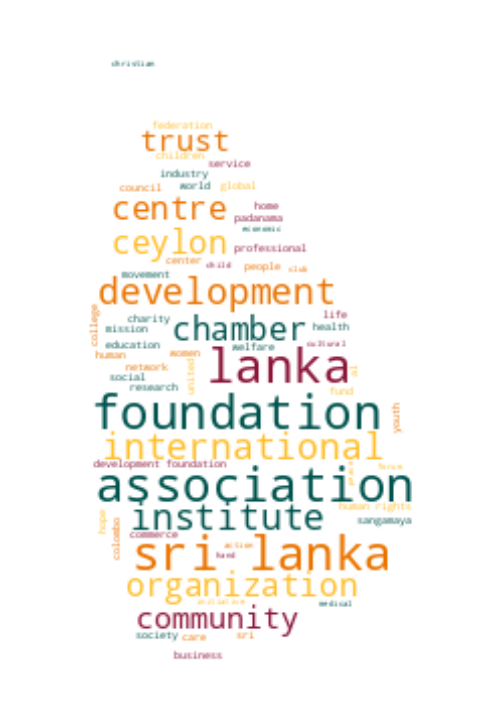 christian
federation
trust
children
service
industry
council world global
centre home
padanama
economic
ceylon professional
center child people club
movement
development
college
charity life
mission chamber health
education welfare cultural
human women
lanka
network united al
social
research fund
foundation youth
international
development foundation forum
association
human rights
hope institute sangamaya
colombo
commerce
sri lanka
action
hand
organization
medical
community
society care sri
business